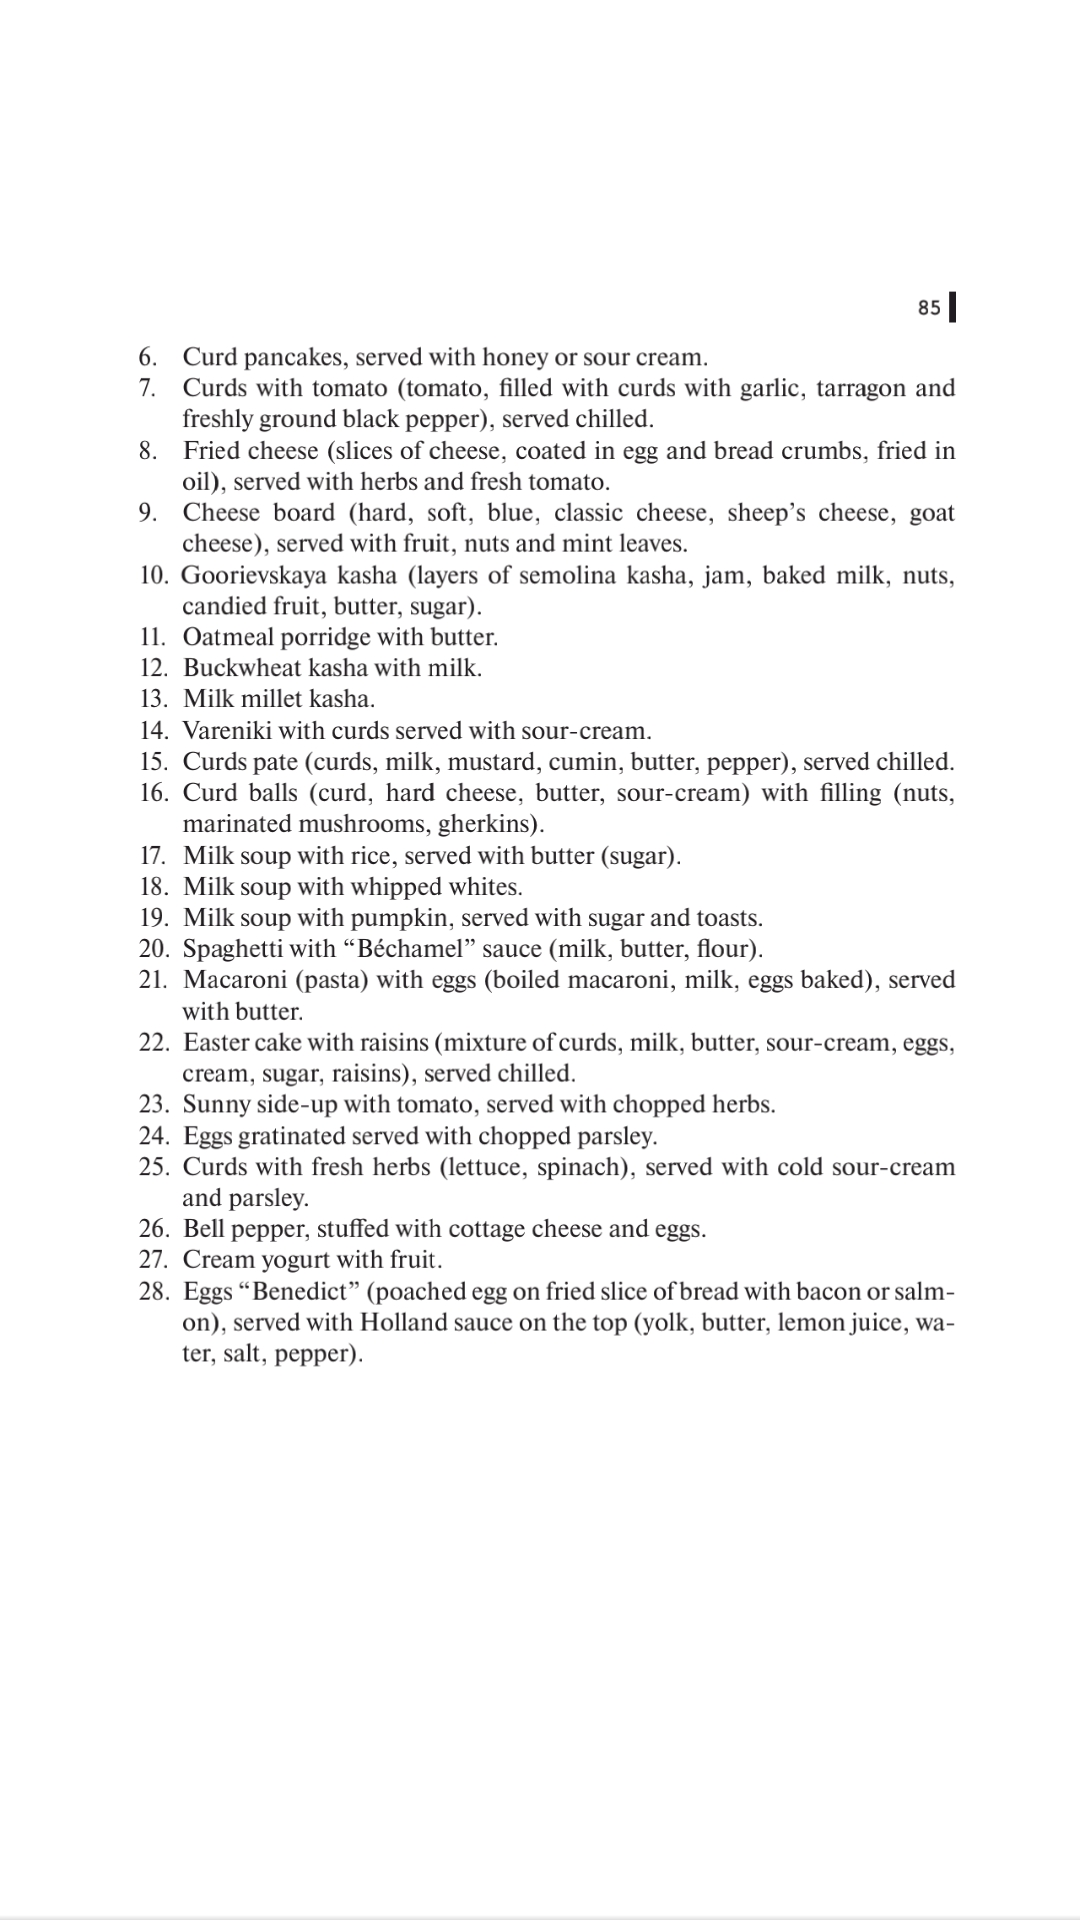 85
6. Curd pancakes, served with honey or sour cream.
7. Curds with tomato (tomato, filled with curds with garlic, tarragon and
freshly ground black pepper), served chilled.
8. Fried cheese (slices of cheese, coated in egg and bread crumbs, fried in
oil), served with herbs and fresh tomato.
9. Cheese board (hard, soft, blue, classic cheese, sheep’s cheese, goat
cheese), served with fruit, nuts and mint leaves.
10. Goorievskaya kasha (layers of semolina kasha, jam, baked milk, nuts,
candied fruit, butter, sugar).
11. Oatmeal porridge with butter.
12. Buckwheat kasha with milk.
13. Milk millet kasha.
14. Vareniki with curds served with sour-cream.
15. Curds pate (curds, milk, mustard, cumin, butter, pepper), served chilled.
16. Curd balls (curd, hard cheese, butter, sour-cream) with filling (nuts,
marinated mushrooms, gherkins).
17. Milk soup with rice, served with butter (sugar).
18. Milk soup with whipped whites.
19. Milk soup with pumpkin, served with sugar and toasts.
20. Spaghetti with “Béchamel” sauce (milk, butter, flour).
21. Macaroni (pasta) with eggs (boiled macaroni, milk, eggs baked), served
with butter.
22. Easter cake with raisins (mixture of curds, milk, butter, sour-cream, eggs,
cream, sugar, raisins), served chilled.
23. Sunny side-up with tomato, served with chopped herbs.
24. Eggs gratinated served with chopped parsley.
25. Curds with fresh herbs (lettuce, spinach), served with cold sour-cream
and parsley.
26. Bell pepper, stuffed with cottage cheese and eggs.
27. Cream yogurt with fruit.
28. Eggs “Benedict” (poached egg on fried slice of bread with bacon or salm-
on), served with Holland sauce on the top (yolk, butter, lemon juice, wa-
ter, salt, pepper).